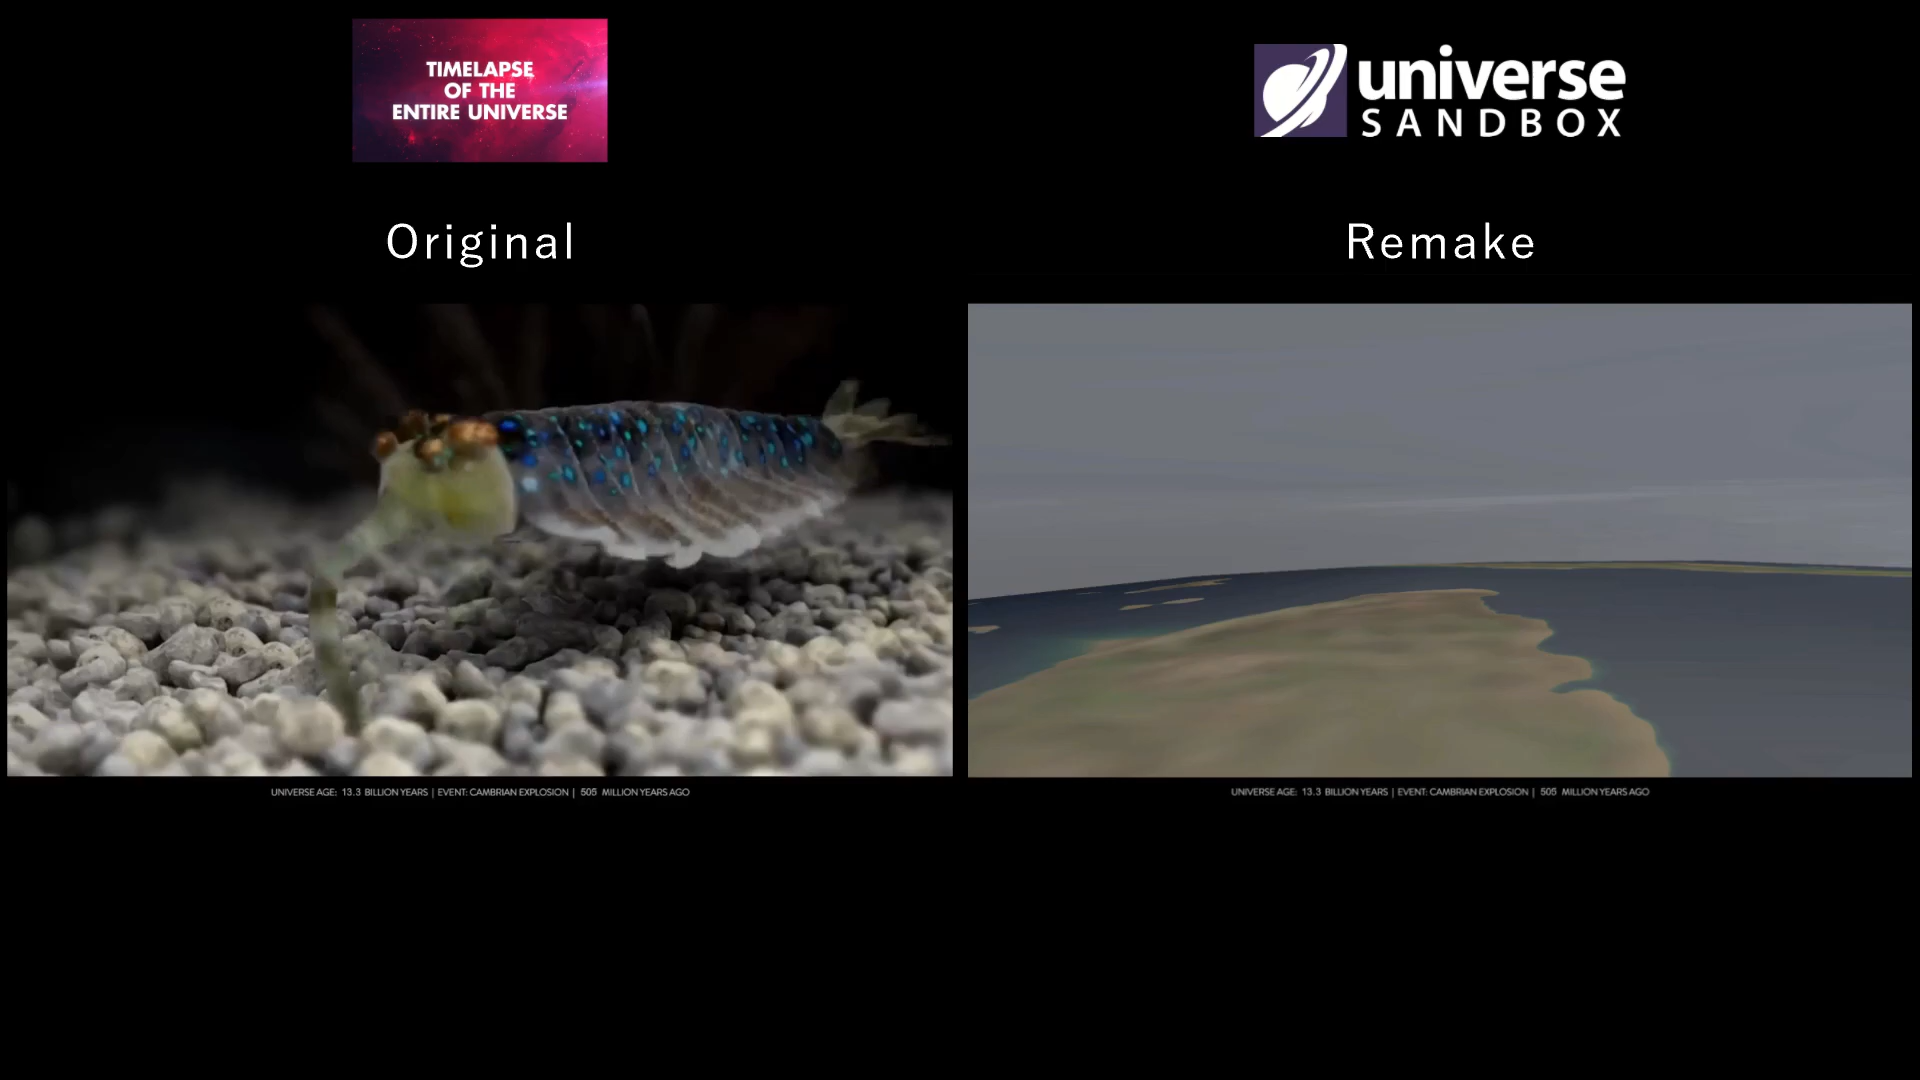 TIMELAPSE
OF THE
ENTIRE UNIVERSE
universe
SANDBOX
Original
Remake
UNIVERSE AGE: 13.3 BILLION YEARS | EVENT: CAMBRIAN EXPLOSION | 505 MILLION YEARS AGO
UNIVERSE AGE: 13.3 BILLION YEARS | EVENT: CAMBRIAN EXPLOSION | 505 MILLION YEARS AGO